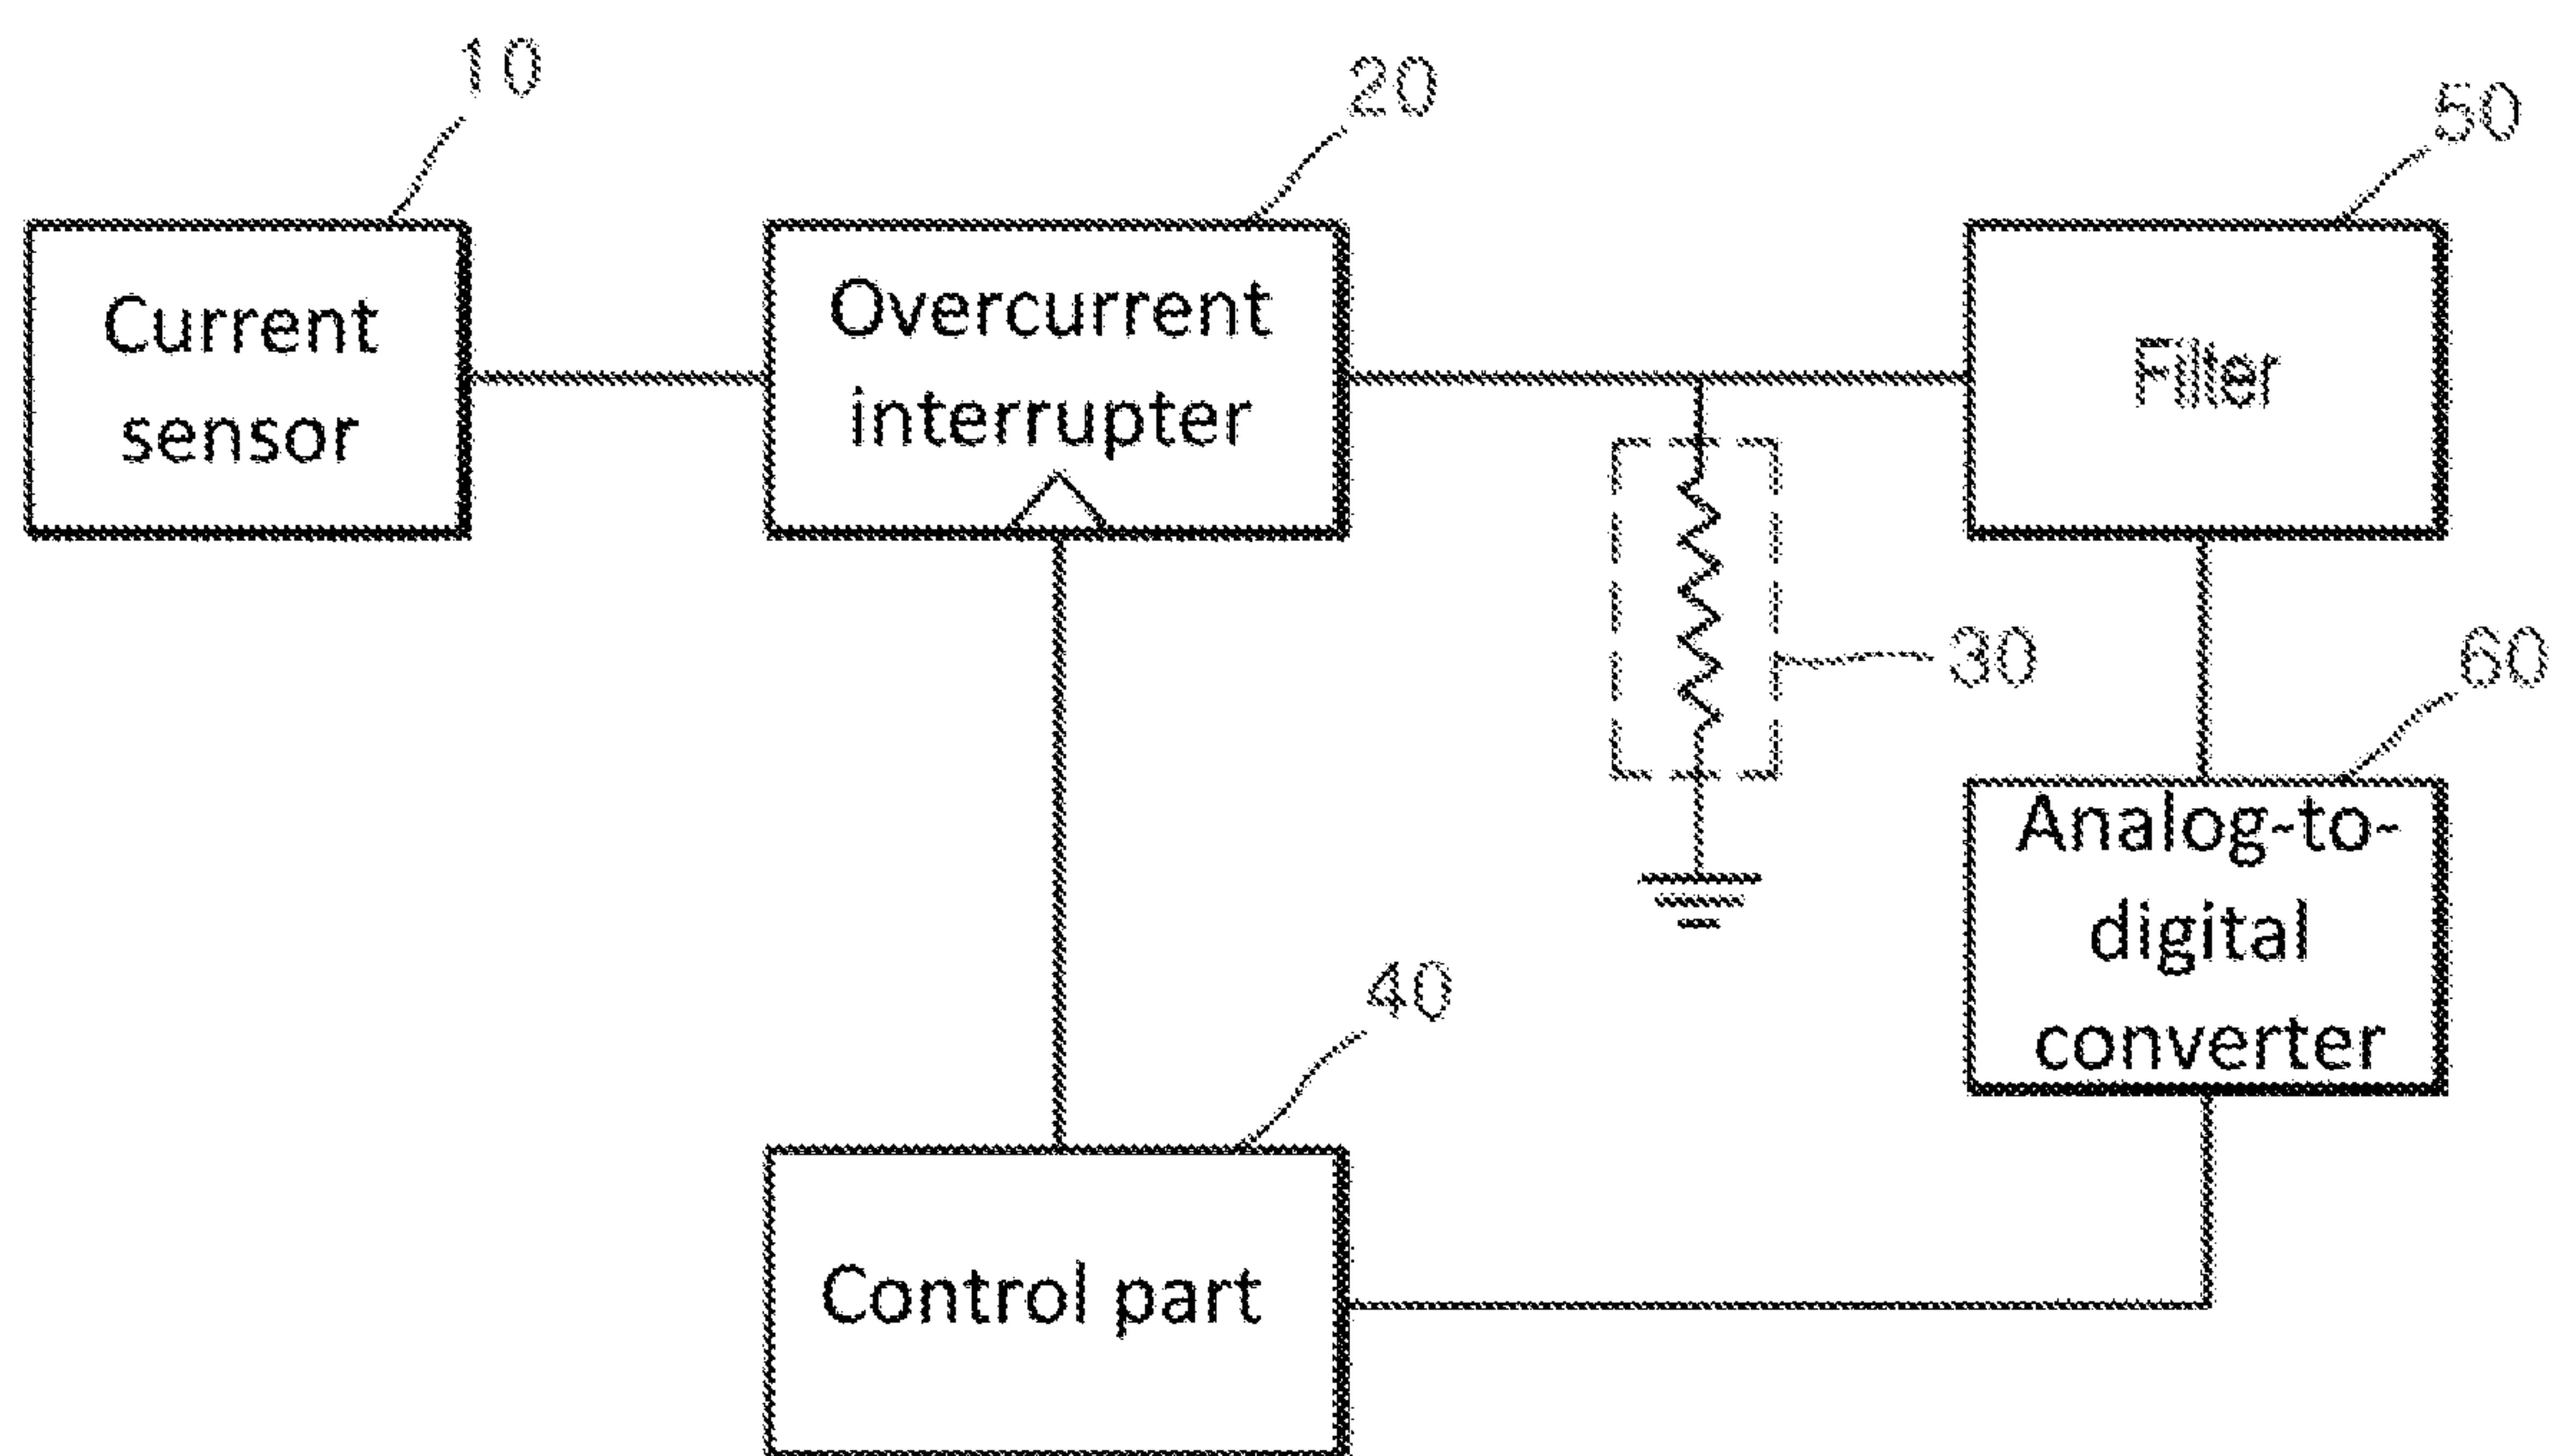 10
20
50
Current
sensor
Overcurrent
interrupter
Filter
30
60
Analog-to-
digital
converter
40
Control part